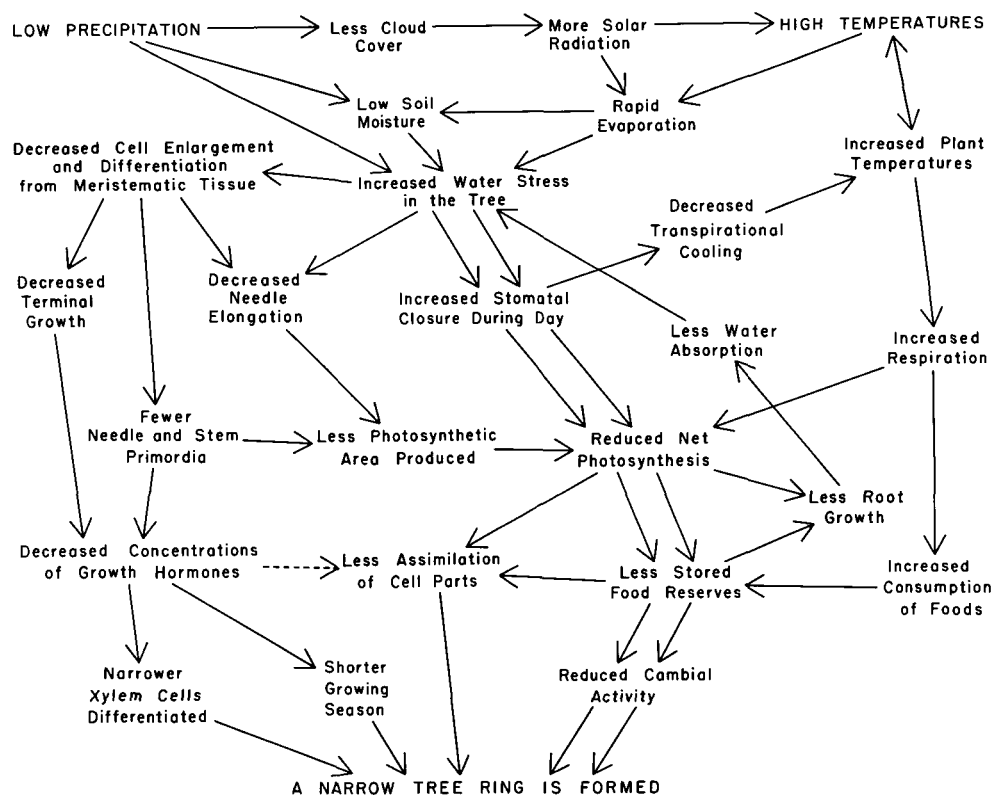 LOW PRECIPITATION
Less Cloud
Cover
More Solar
Radiation
HIGH TEMPERATURES
Low Soil
Moisture
Rapid
Evaporation
Decreased Cell Enlargement
and Differentiation
from Meristematic Tissue
Increased Water Stress
in the Tree
Increased Plant
Temperatures
Decreased
Transpirational
Cooling
Decreased
Terminal
Growth
Decreased
Needle
Elongation
Increased Stomatal
Closure During Day
Less Water
Absorption
Increased
Respiration
Fewer
Needle and Stem
Primordia
Less Photosynthetic
Area Produced
Reduced Net
Photosynthesis
Less Root
Growth
Decreased Concentrations
of Growth Hormones
Less Assimilation
of Cell Parts
Less Stored
Food Reserves
Increased
Consumption
of Foods
Narrower
Xylem Cells
Differentiated
Shorter
Growing
Season
Reduced Cambial
Activity
A NARROW TREE RING IS FORMED